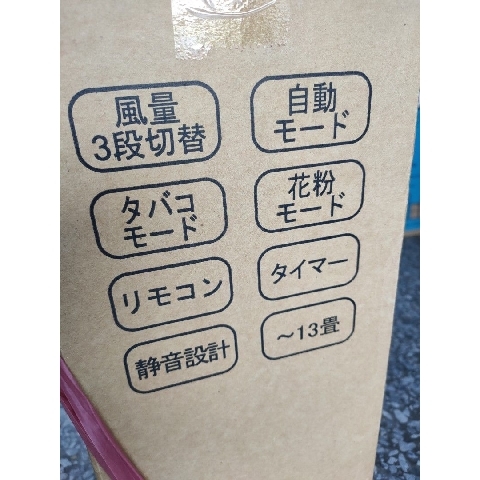 風量
3段切替
自動
モード
タバコ
モード
花粉
モード
リモコン
タイマー
静音設計
～13畳